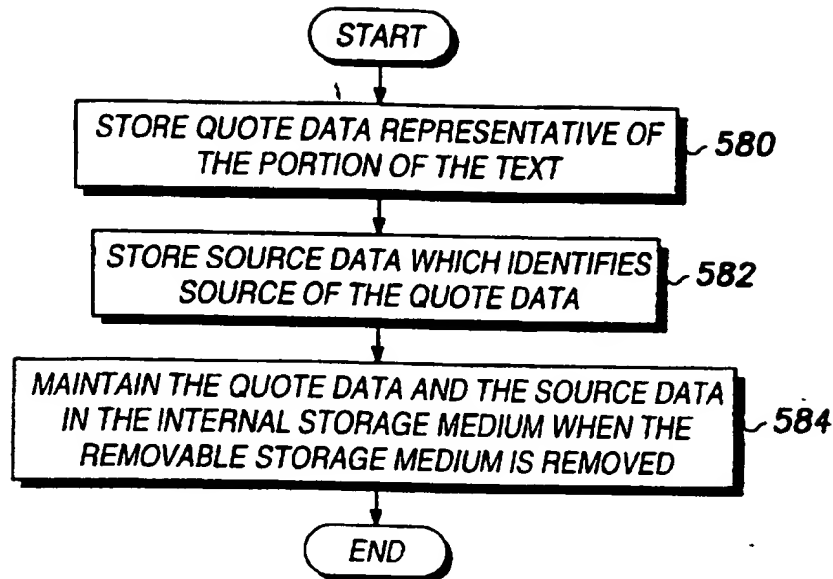 START
STORE QUOTE DATA REPRESENTATIVE OF
THE PORTION OF THE TEXT
580
STORE SOURCE DATA WHICH IDENTIFIES
SOURCE OF THE QUOTE DATA
582
MAINTAIN THE QUOTE DATA AND THE SOURCE DATA
IN THE INTERNAL STORAGE MEDIUM WHEN THE
REMOVABLE STORAGE MEDIUM IS REMOVED
584
END